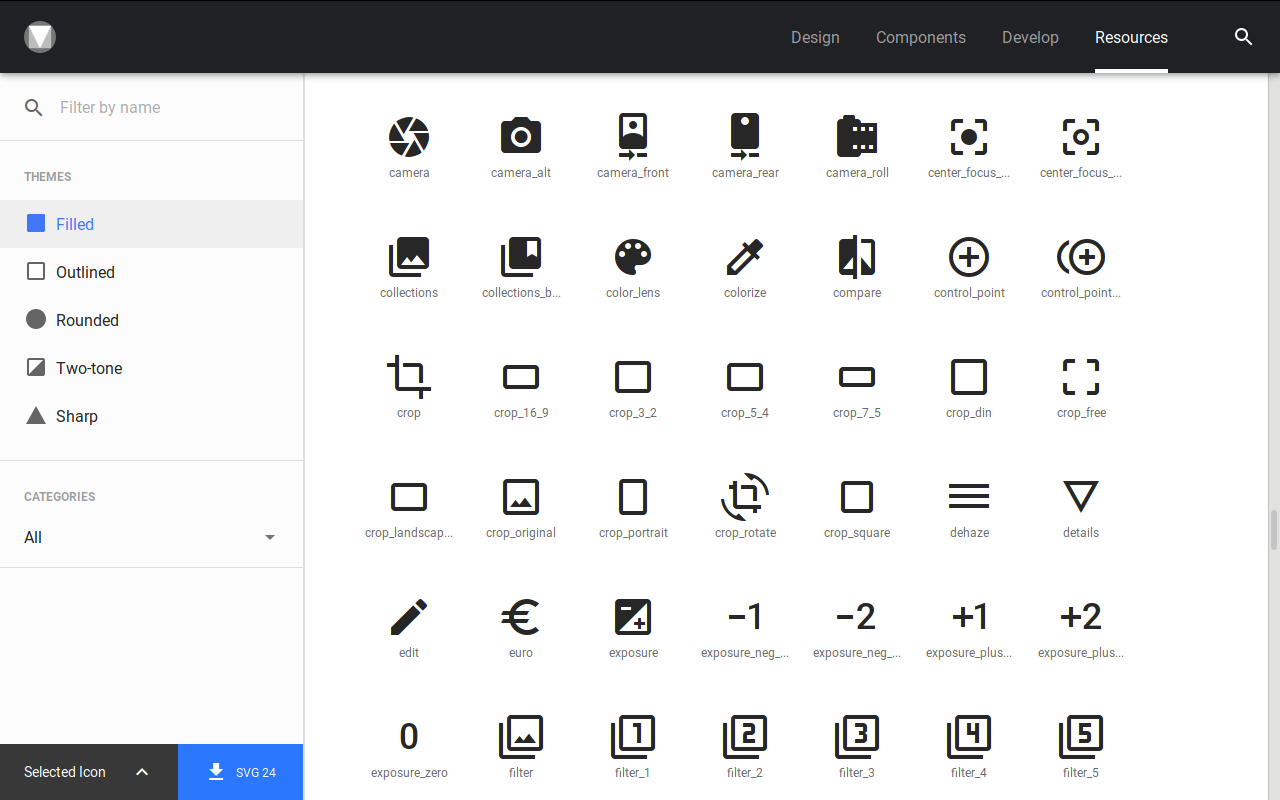 Design Components Develop Resources
Filter by name
THEMES
Filled
Outlined
Rounded
Two-tone
Sharp
CATEGORIES
All
Selected Icon
SVG 24
camera camera_alt camera_front camera_rear camera_roll center_focus_... center_focus_...
collections collections_b... color_lens colorize compare control_point control_point...
crop crop_16_9 crop_3_2 crop_5_4 crop_7_5 crop_din crop_free
crop_landscap... crop_original crop_portrait crop_rotate crop_square dehaze details
−1 −2 +1 +2
edit euro exposure exposure_neg_... exposure_neg_... exposure_plus... exposure_plus...
0 1 2 3 4 5
exposure_zero filter filter_1 filter_2 filter_3 filter_4 filter_5